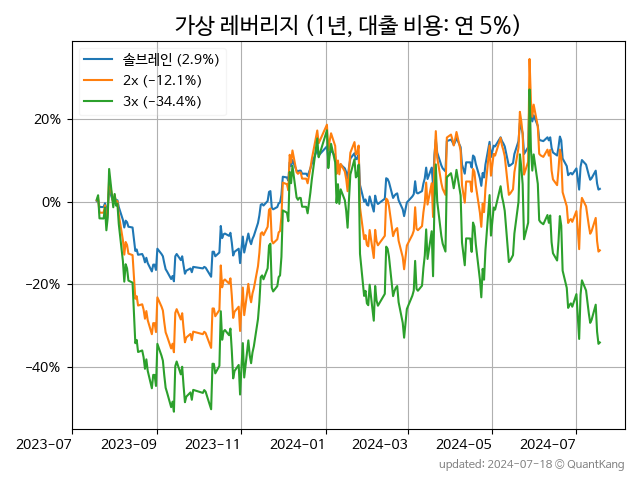 가상 레버리지 (1년, 대출 비용: 연 5%)
솔브레인 (2.9%)
2x (−12.1%)
3x (−34.4%)
20%
0%
−20%
−40%
2023-07 2023-09 2023-11 2024-01 2024-03 2024-05 2024-07
updated: 2024-07-18 © QuantKang